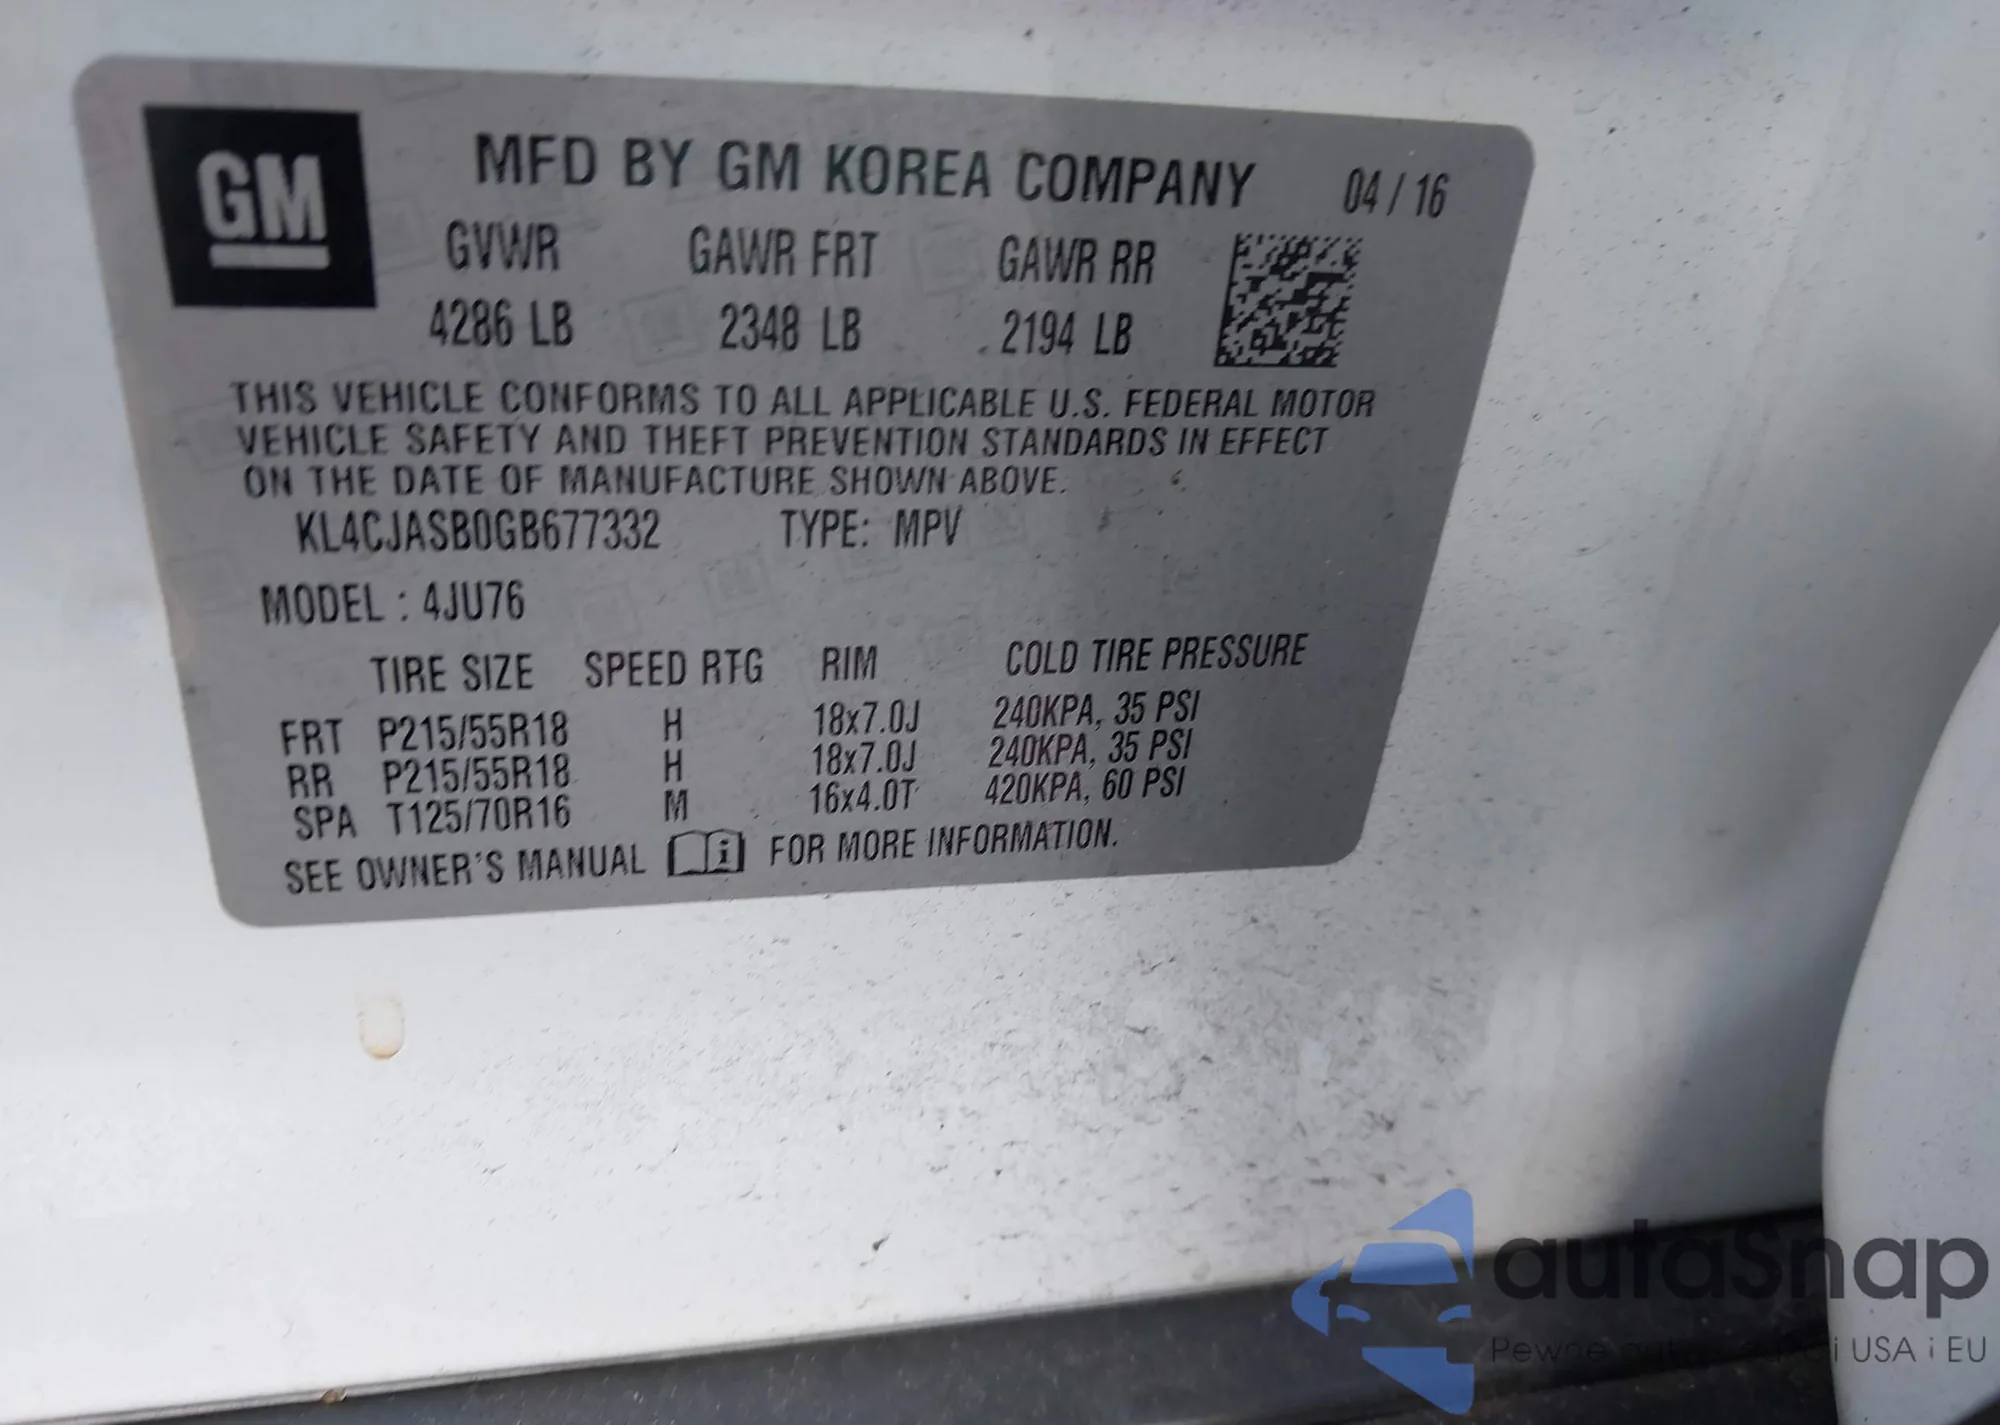 GM
MFD BY GM KOREA COMPANY 04 / 16
GVWR GAWR FRT GAWR RR
4286 LB 2348 LB 2194 LB
THIS VEHICLE CONFORMS TO ALL APPLICABLE U.S. FEDERAL MOTOR
VEHICLE SAFETY AND THEFT PREVENTION STANDARDS IN EFFECT
ON THE DATE OF MANUFACTURE SHOWN ABOVE.
KL4CJASB0GB677332 TYPE: MPV
MODEL : 4JU76
TIRE SIZE SPEED RTG RIM COLD TIRE PRESSURE
FRT P215/55R18 H 18x7.0J 240KPA, 35 PSI
RR P215/55R18 H 18x7.0J 240KPA, 35 PSI
SPA T125/70R16 M 16x4.0T 420KPA, 60 PSI
SEE OWNER'S MANUAL i FOR MORE INFORMATION.
autaSnap
Pewne i USA i EU